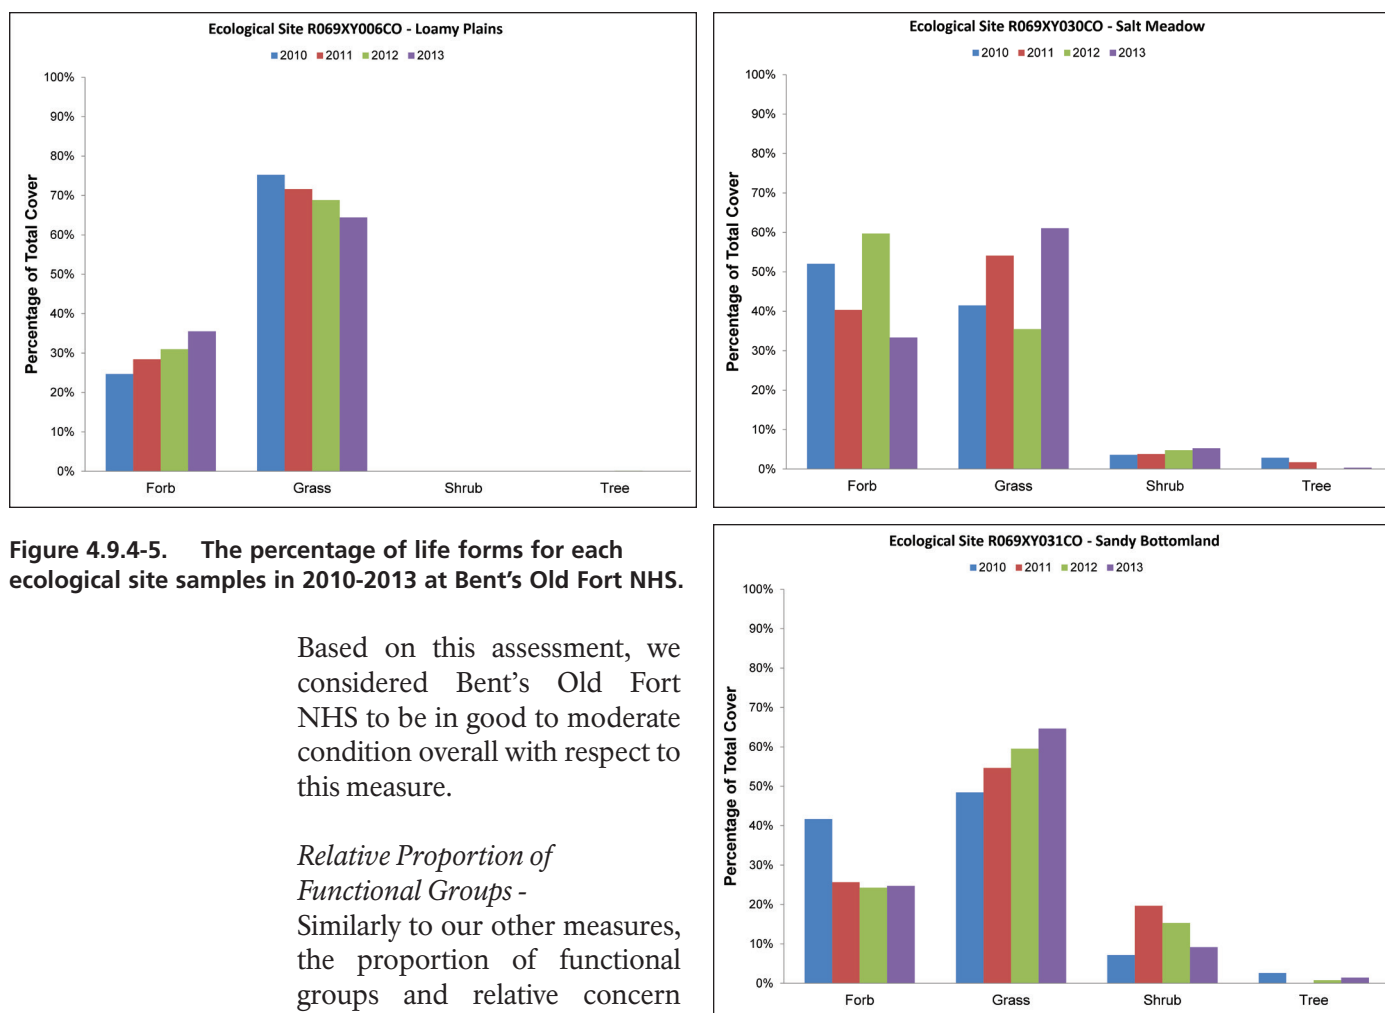 Ecological Site R069XY006CO - Loamy Plains
2010 2011 2012 2013
100%
90%
80%
70%
60%
50%
40%
30%
20%
10%
0%
Percentage of Total Cover
Forb Grass Shrub Tree
Ecological Site R069XY030CO - Salt Meadow
2010 2011 2012 2013
100%
90%
80%
70%
60%
50%
40%
30%
20%
10%
0%
Percentage of Total Cover
Forb Grass Shrub Tree
Figure 4.9.4-5. The percentage of life forms for each
ecological site samples in 2010-2013 at Bent's Old Fort NHS.
Based on this assessment, we
considered Bent's Old Fort
NHS to be in good to moderate
condition overall with respect to
this measure.
Relative Proportion of
Functional Groups -
Similarly to our other measures,
the proportion of functional
groups and relative concern
Ecological Site R069XY031CO - Sandy Bottomland
2010 2011 2012 2013
100%
90%
80%
70%
60%
50%
40%
30%
20%
10%
0%
Percentage of Total Cover
Forb Grass Shrub Tree